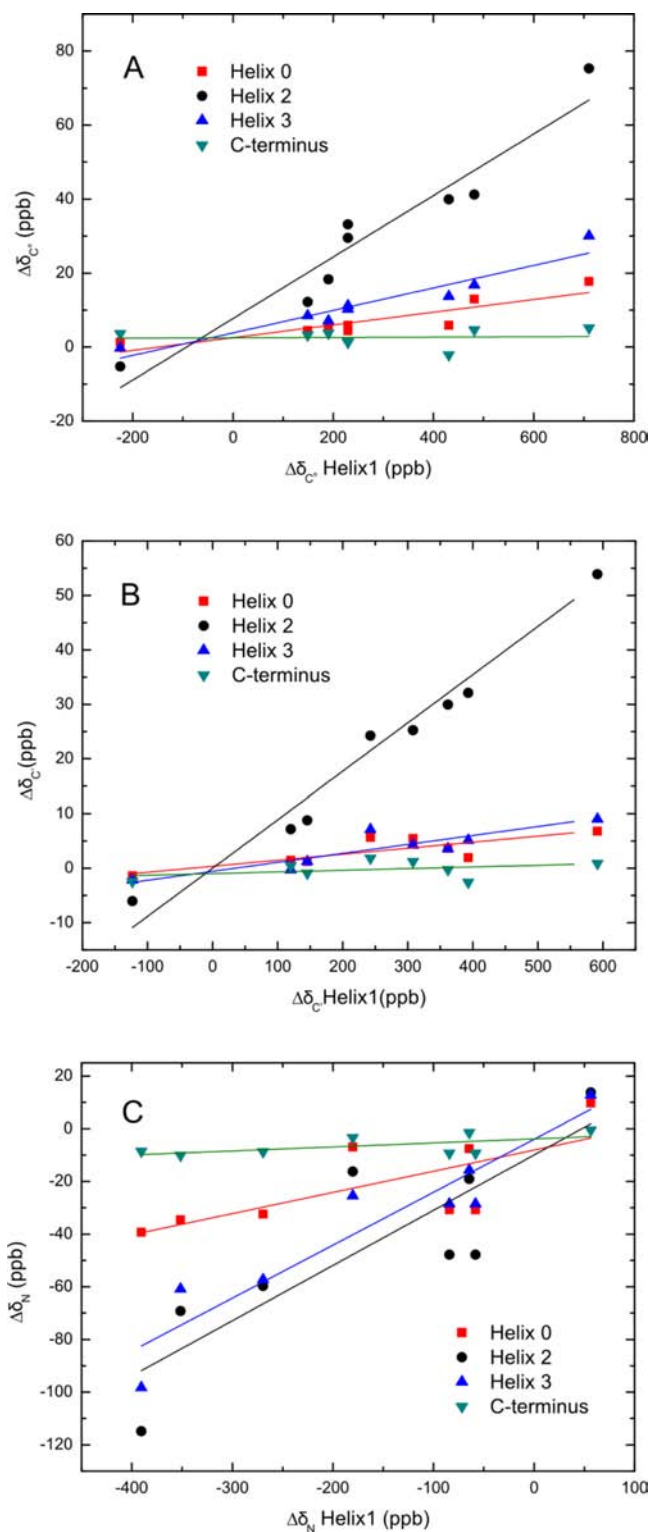 A
Helix 0
Helix 2
Helix 3
C-terminus
80
60
40
20
0
-20
Δδ_Cα (ppb)
-200 0 200 400 600 800
Δδ_Cα Helix1 (ppb)
B
Helix 0
Helix 2
Helix 3
C-terminus
60
50
40
30
20
10
0
-10
Δδ_C' (ppb)
-200 -100 0 100 200 300 400 500 600
Δδ_C' Helix1(ppb)
C
20
0
-20
-40
-60
-80
-100
-120
Δδ_N (ppb)
Helix 0
Helix 2
Helix 3
C-terminus
-400 -300 -200 -100 0 100
Δδ_N Helix1 (ppb)